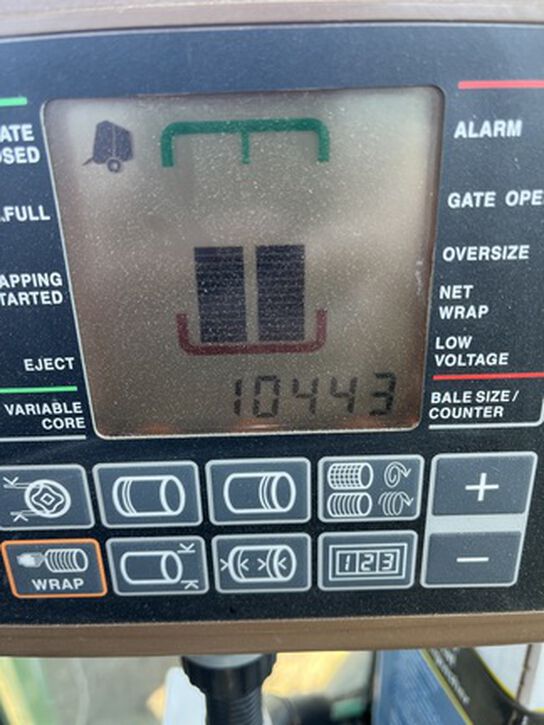 ATE
OSED
.FULL
APPING
TARTED
EJECT
VARIABLE
CORE
ALARM
GATE OPE
OVERSIZE
NET
WRAP
LOW
VOLTAGE
BALE SIZE/
COUNTER
10443
WRAP
123
+
−